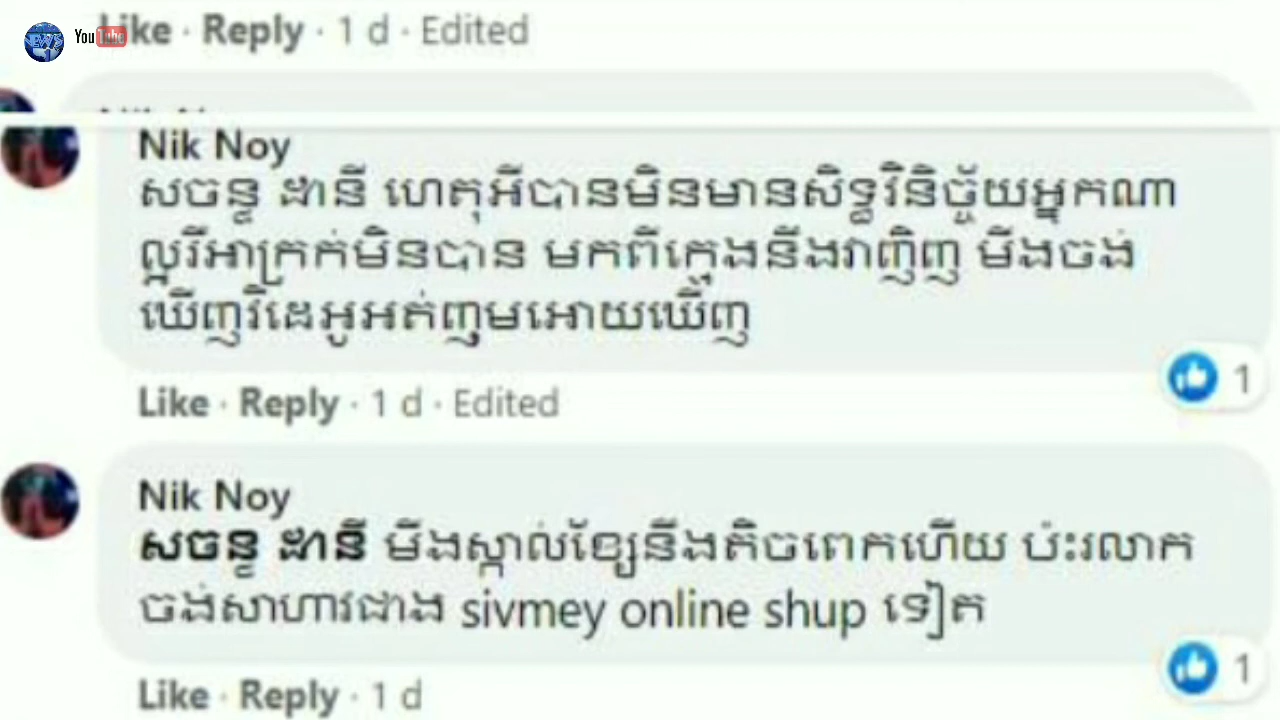 Like · Reply · 1 d · Edited
NEWS YouTube
Nik Noy
សចន្ទ ដានី ហេតុអីបានមិនមានសិទ្ធវិនិច្ច័យអ្នកណា
ល្អរឺអាក្រក់មិនបាន មកពីក្មេងនឹងវាញិញ មីងចង់
ឃើញវីដេអូអត់ញុមអោយឃើញ
Like · Reply · 1 d · Edited
1
Nik Noy
សចន្ទ ដានី មីងស្គាល់ខ្សែនឹងតិចពេកហើយ ប៉ះរលាក
ចង់សាហាវជាង sivmey online shup ទៀត
Like · Reply · 1 d
1